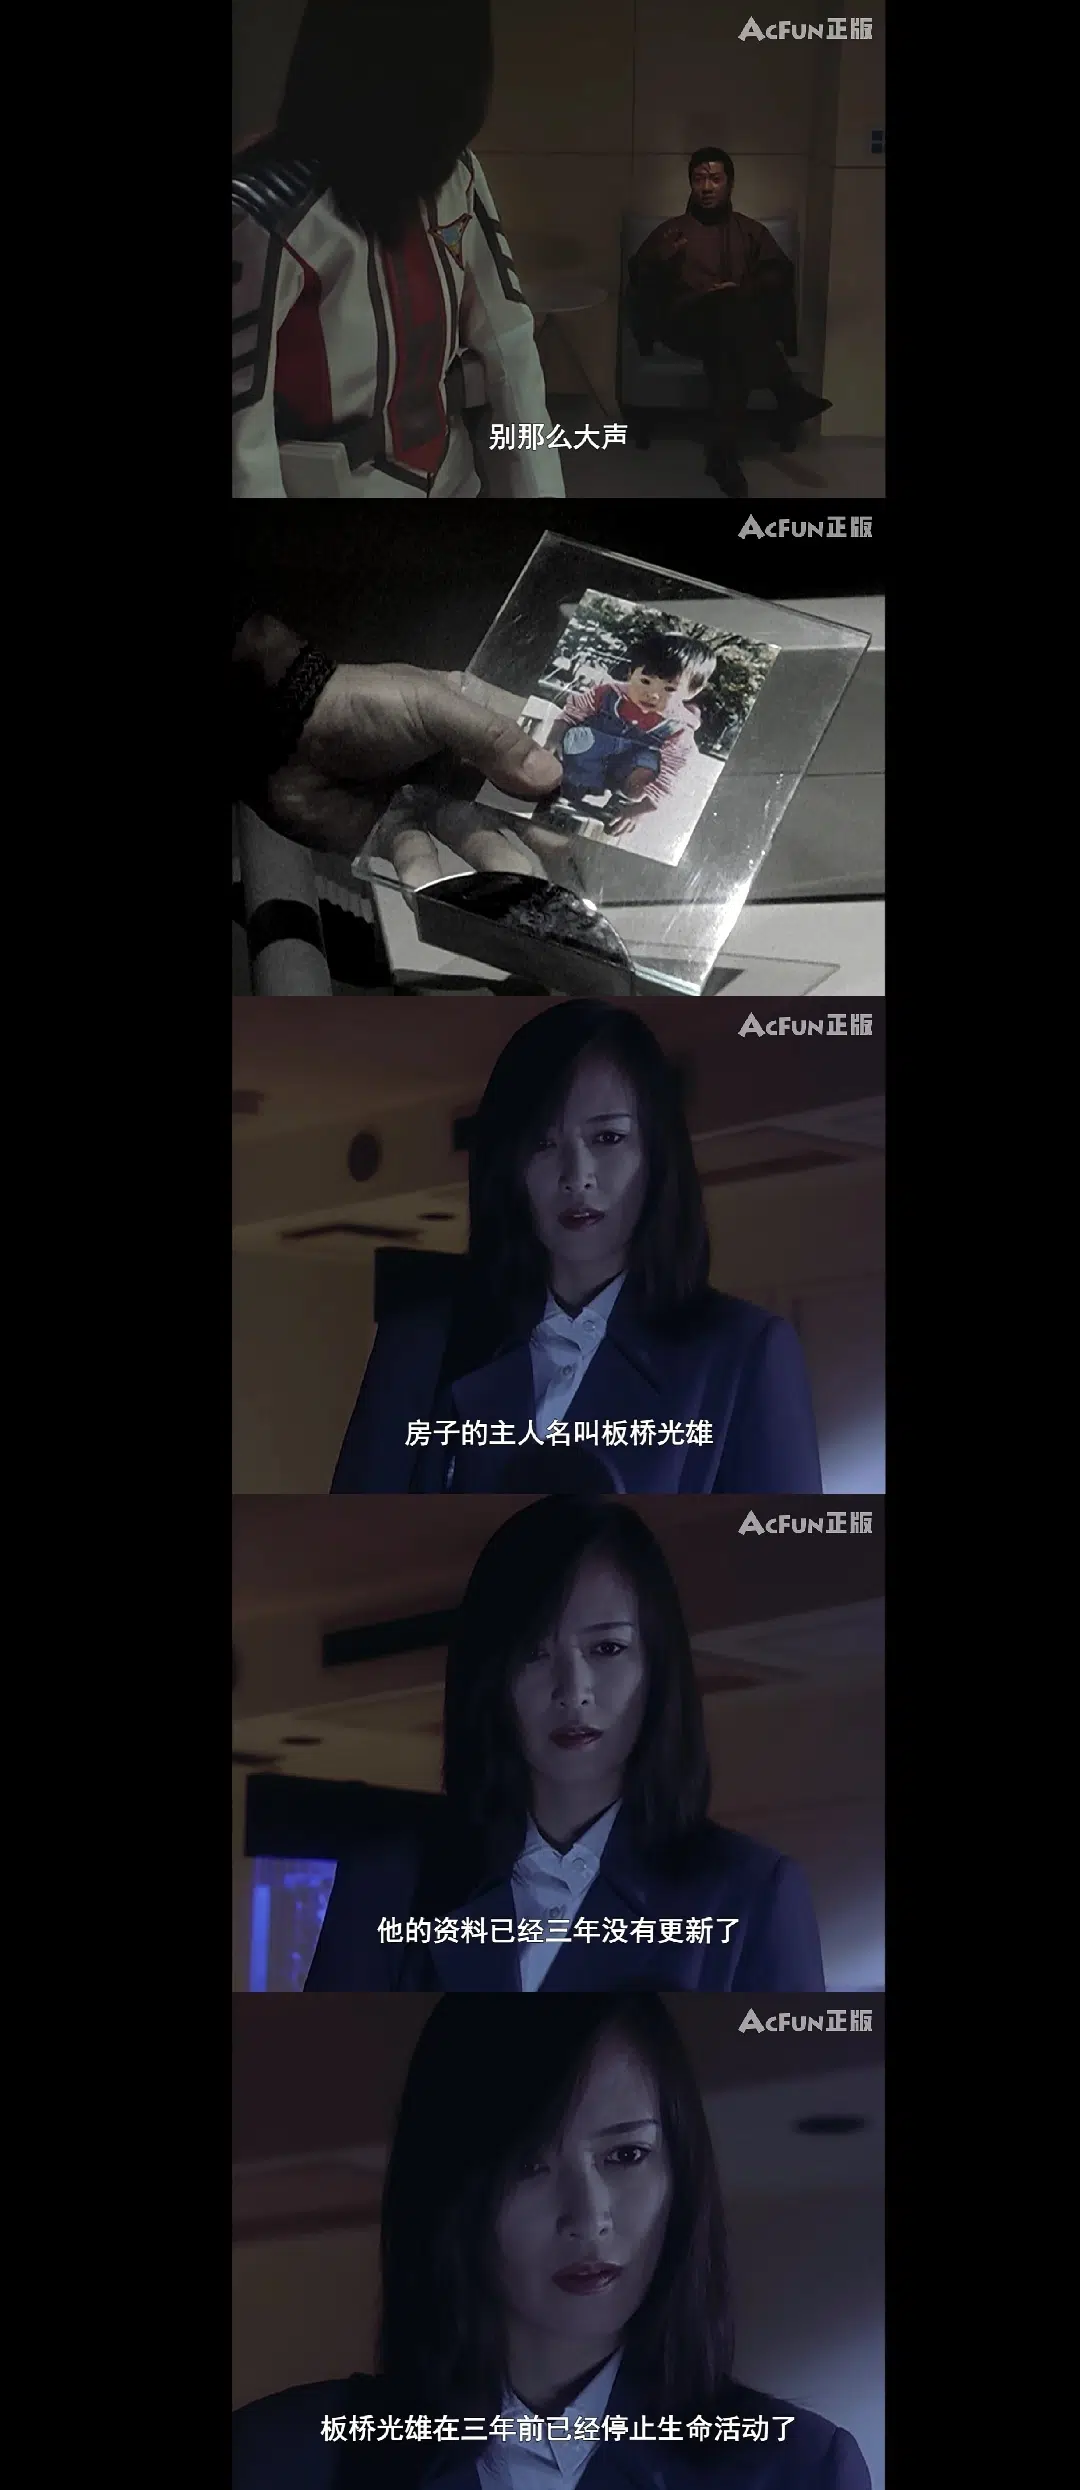 AcFun正版
别那么大声
AcFun正版
AcFun正版
房子的主人名叫板桥光雄
AcFun正版
他的资料已经三年没有更新了
AcFun正版
板桥光雄在三年前已经停止生命活动了